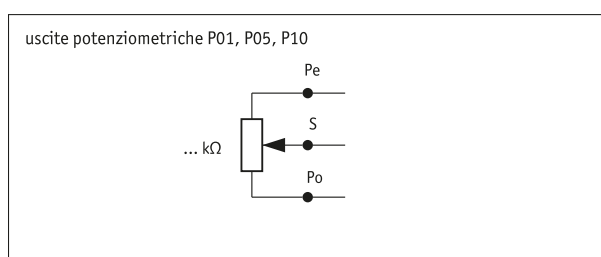 uscite potenziometriche P01, P05, P10
Pe
S
... kΩ
Po